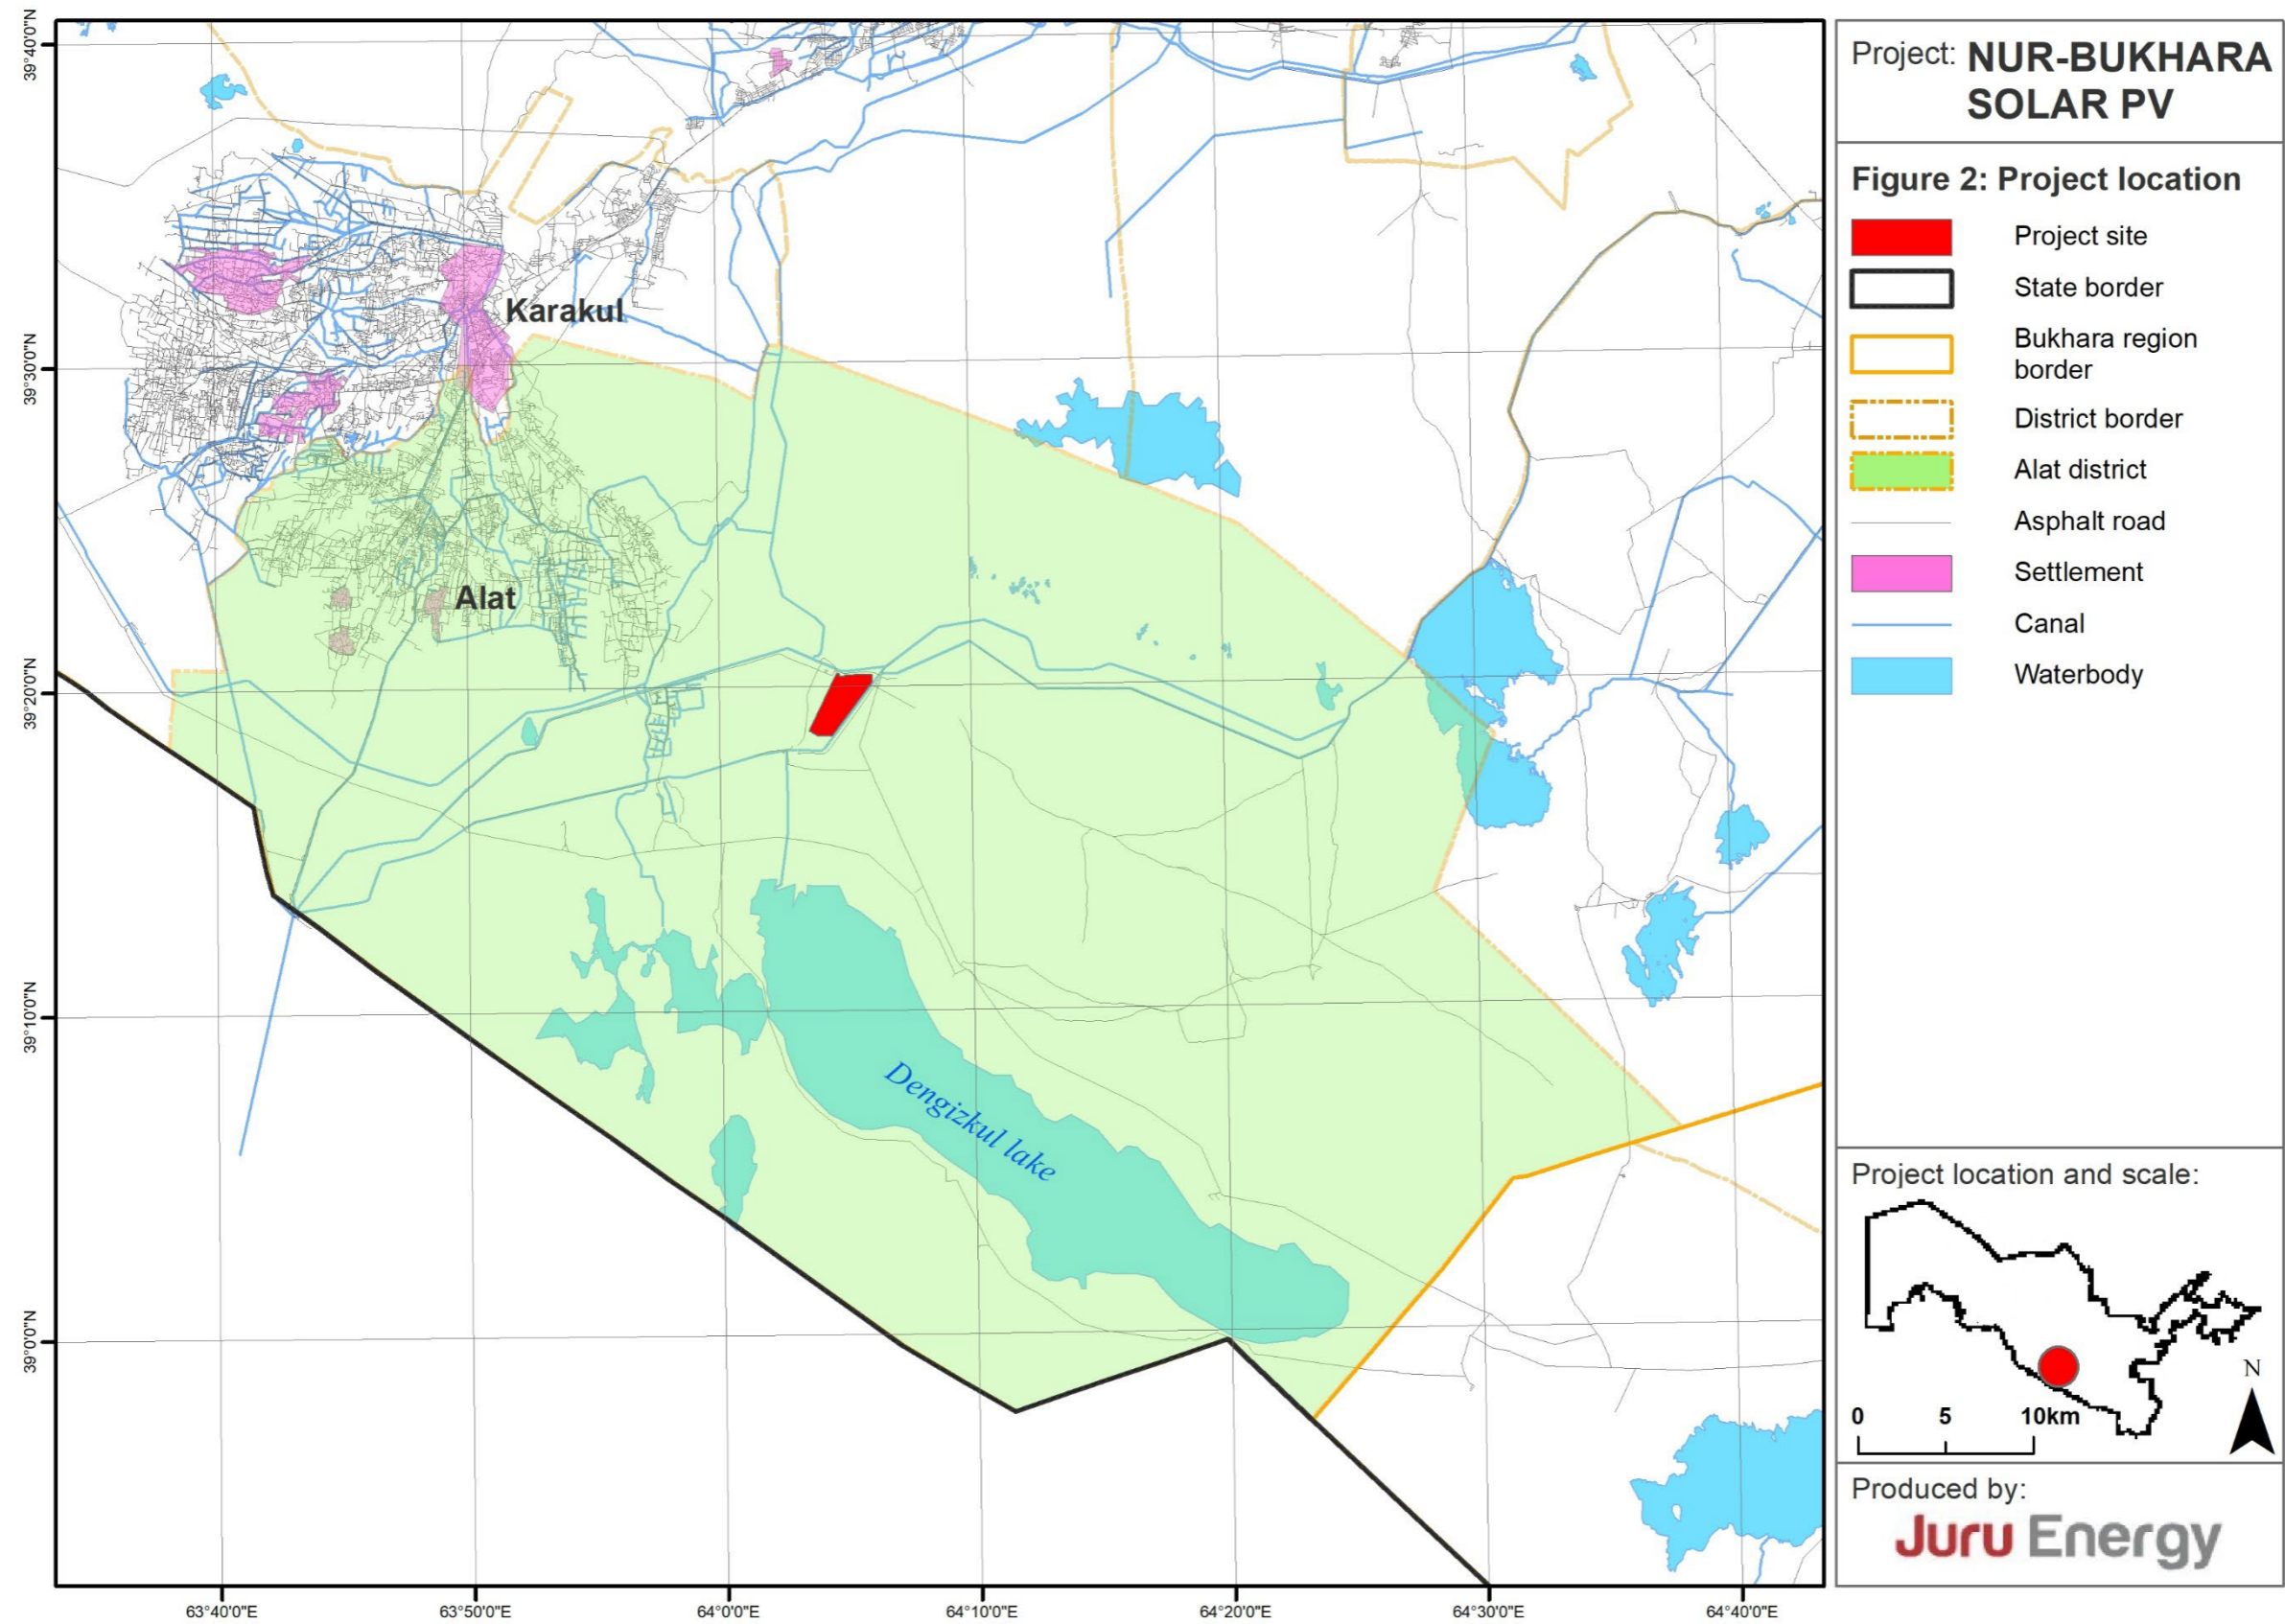 Project: NUR-BUKHARA
SOLAR PV
Figure 2: Project location
Project site
State border
Bukhara region
border
District border
Alat district
Asphalt road
Settlement
Canal
Waterbody
Project location and scale:
N
0 5 10km
Produced by:
Juru Energy
39°40'0"N
39°30'0"N
39°20'0"N
39°10'0"N
39°0'0"N
Karakul
Alat
Dengizkul lake
63°40'0"E 63°50'0"E 64°00'0"E 64°10'0"E 64°20'0"E 64°30'0"E 64°40'0"E